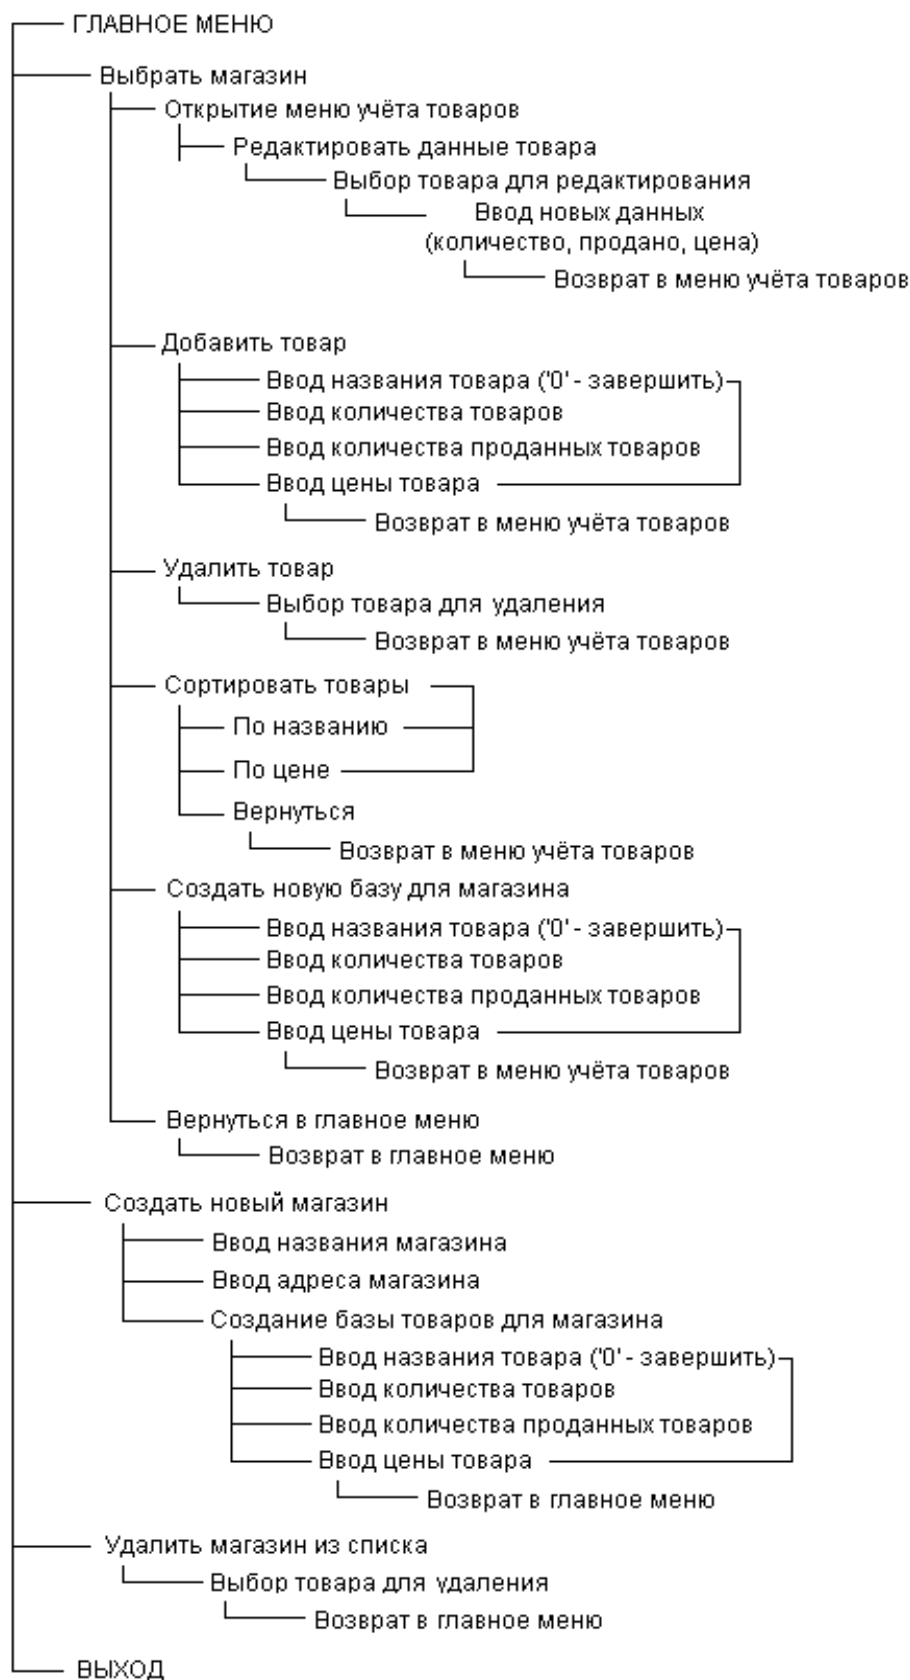 ГЛАВНОЕ МЕНЮ
Выбрать магазин
Открытие меню учёта товаров
Редактировать данные товара
Выбор товара для редактирования
Ввод новых данных
(количество, продано, цена)
Возврат в меню учёта товаров
Добавить товар
Ввод названия товара ('0' - завершить)
Ввод количества товаров
Ввод количества проданных товаров
Ввод цены товара
Возврат в меню учёта товаров
Удалить товар
Выбор товара для удаления
Возврат в меню учёта товаров
Сортировать товары
По названию
По цене
Вернуться
Возврат в меню учёта товаров
Создать новую базу для магазина
Ввод названия товара ('0' - завершить)
Ввод количества товаров
Ввод количества проданных товаров
Ввод цены товара
Возврат в меню учёта товаров
Вернуться в главное меню
Возврат в главное меню
Создать новый магазин
Ввод названия магазина
Ввод адреса магазина
Создание базы товаров для магазина
Ввод названия товара ('0' - завершить)
Ввод количества товаров
Ввод количества проданных товаров
Ввод цены товара
Возврат в главное меню
Удалить магазин из списка
Выбор товара для удаления
Возврат в главное меню
ВЫХОД